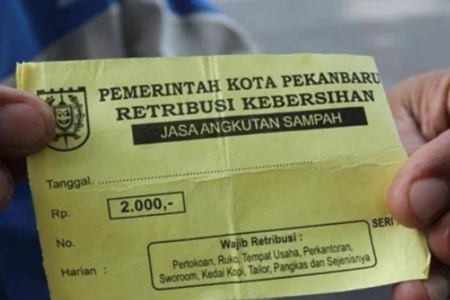 PEMERINTAH KOTA PEKANBARU
RETRIBUSI KEBERSIHAN
JASA ANGKUTAN SAMPAH
Tanggal. ........................................
Rp. 2.000,-
No. SERI
Harian : Wajib Retribusi :
Pertokoan, Ruko, Tempat Usaha, Perkantoran,
Sworoom, Kedai Kopi, Tailor, Pangkas dan Sejenisnya